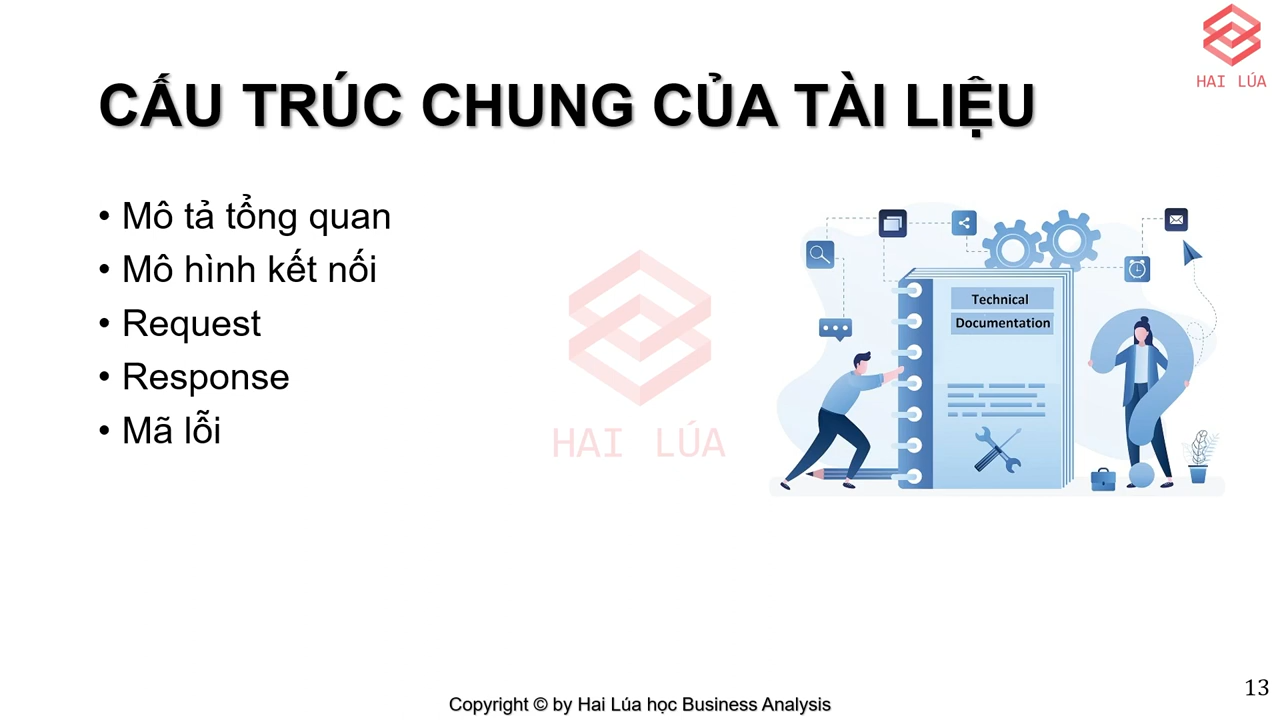 HAI LÚA
CẤU TRÚC CHUNG CỦA TÀI LIỆU
• Mô tả tổng quan
• Mô hình kết nối
• Request
• Response
• Mã lỗi
HAI LÚA
Technical
Documentation
Copyright © by Hai Lúa học Business Analysis
13